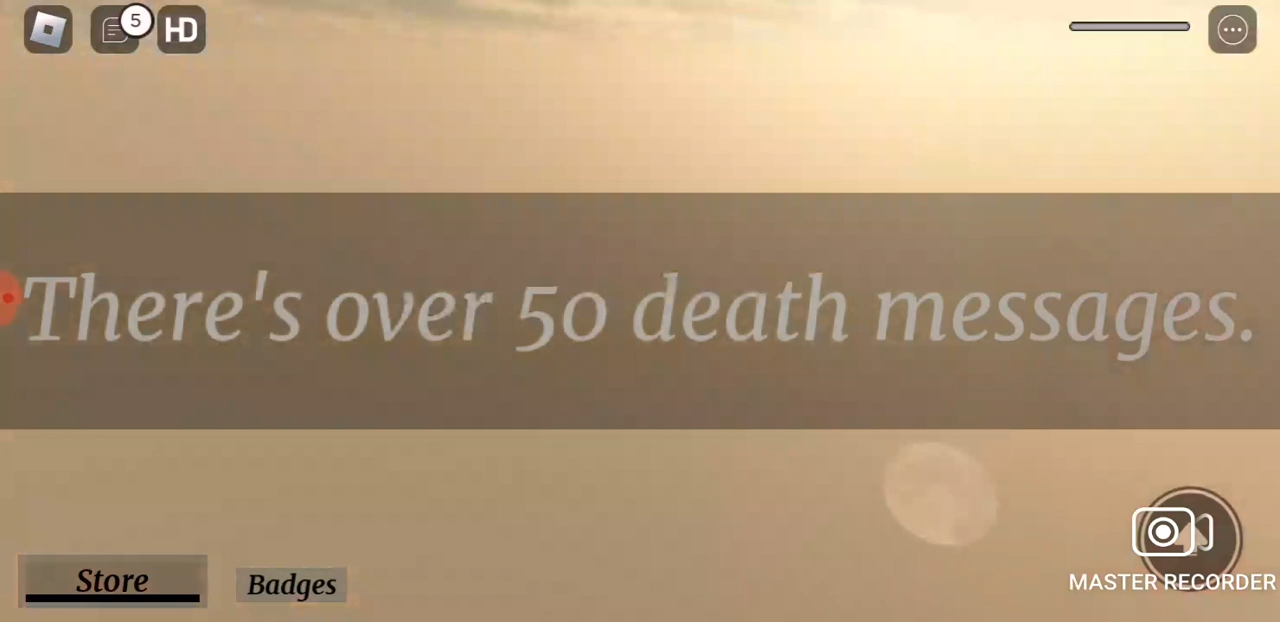 5
HD
There's over 50 death messages.
Store
Badges
MASTER RECORDER